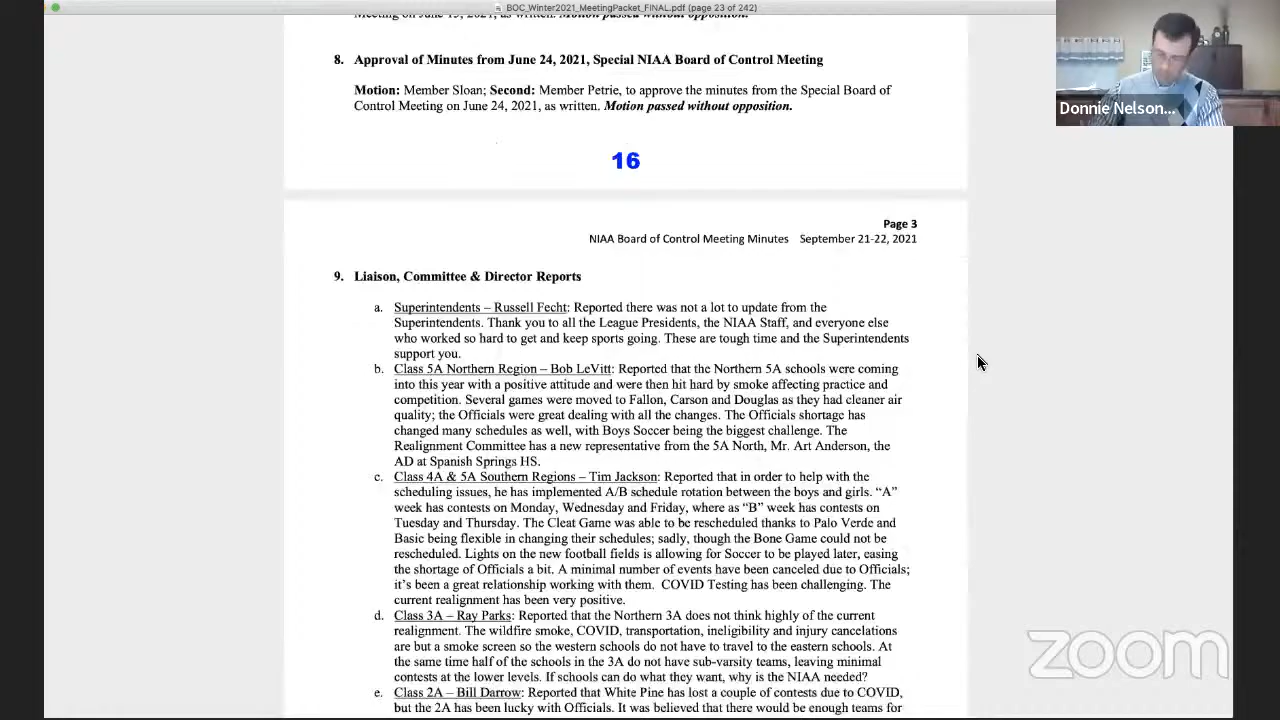 BOC_Winter2021_MeetingPacket_FINAL.pdf (page 23 of 242)
Meeting on June 15, 2021, as written. Motion passed without opposition.
8. Approval of Minutes from June 24, 2021, Special NIAA Board of Control Meeting
Motion: Member Sloan; Second: Member Petrie, to approve the minutes from the Special Board of
Control Meeting on June 24, 2021, as written. Motion passed without opposition.
Donnie Nelson...
16
Page 3
NIAA Board of Control Meeting Minutes September 21-22, 2021
9. Liaison, Committee & Director Reports
a. Superintendents – Russell Fecht: Reported there was not a lot to update from the
Superintendents. Thank you to all the League Presidents, the NIAA Staff, and everyone else
who worked so hard to get and keep sports going. These are tough time and the Superintendents
support you.
b. Class 5A Northern Region – Bob LeVitt: Reported that the Northern 5A schools were coming
into this year with a positive attitude and were then hit hard by smoke affecting practice and
competition. Several games were moved to Fallon, Carson and Douglas as they had cleaner air
quality; the Officials were great dealing with all the changes. The Officials shortage has
changed many schedules as well, with Boys Soccer being the biggest challenge. The
Realignment Committee has a new representative from the 5A North, Mr. Art Anderson, the
AD at Spanish Springs HS.
c. Class 4A & 5A Southern Regions – Tim Jackson: Reported that in order to help with the
scheduling issues, he has implemented A/B schedule rotation between the boys and girls. “A”
week has contests on Monday, Wednesday and Friday, where as “B” week has contests on
Tuesday and Thursday. The Cleat Game was able to be rescheduled thanks to Palo Verde and
Basic being flexible in changing their schedules; sadly, though the Bone Game could not be
rescheduled. Lights on the new football fields is allowing for Soccer to be played later, easing
the shortage of Officials a bit. A minimal number of events have been canceled due to Officials;
it’s been a great relationship working with them. COVID Testing has been challenging. The
current realignment has been very positive.
d. Class 3A – Ray Parks: Reported that the Northern 3A does not think highly of the current
realignment. The wildfire smoke, COVID, transportation, ineligibility and injury cancelations
are but a smoke screen so the western schools do not have to travel to the eastern schools. At
the same time half of the schools in the 3A do not have sub-varsity teams, leaving minimal
contests at the lower levels. If schools can do what they want, why is the NIAA needed?
e. Class 2A – Bill Darrow: Reported that White Pine has lost a couple of contests due to COVID,
but the 2A has been lucky with Officials. It was believed that there would be enough teams for
zoom